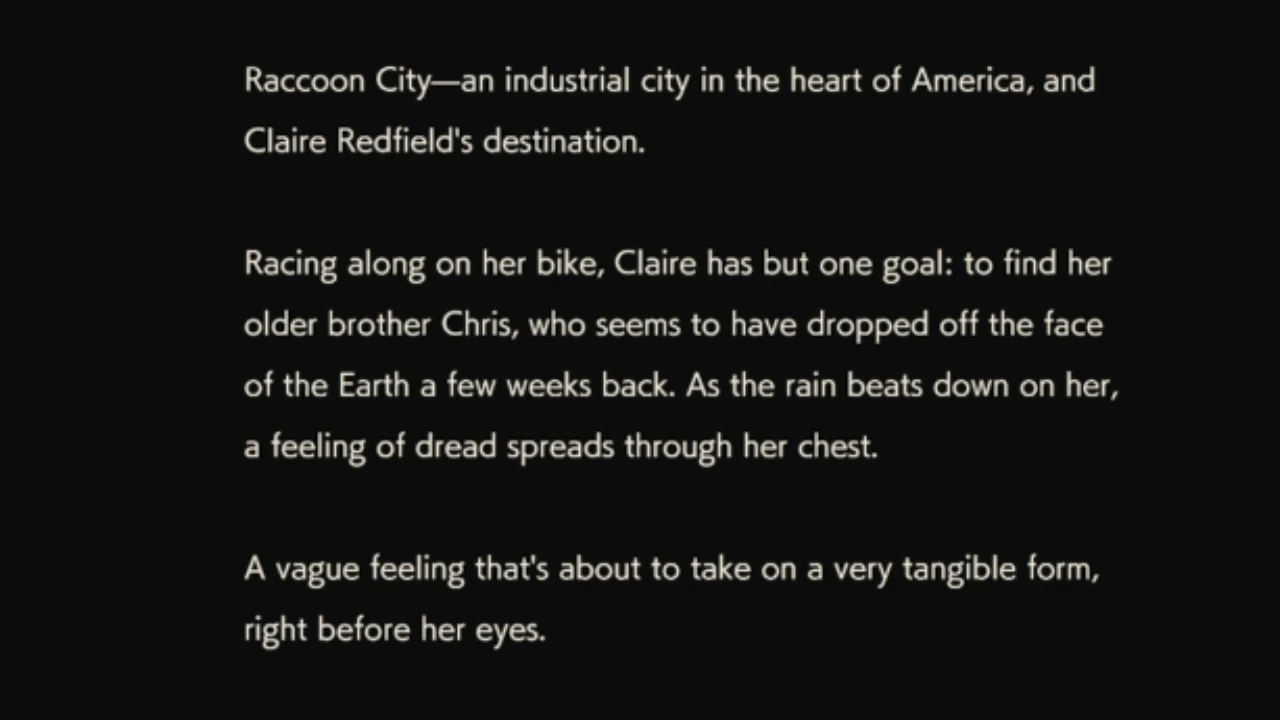 Raccoon City—an industrial city in the heart of America, and
Claire Redfield's destination.
Racing along on her bike, Claire has but one goal: to find her
older brother Chris, who seems to have dropped off the face
of the Earth a few weeks back. As the rain beats down on her,
a feeling of dread spreads through her chest.
A vague feeling that's about to take on a very tangible form,
right before her eyes.